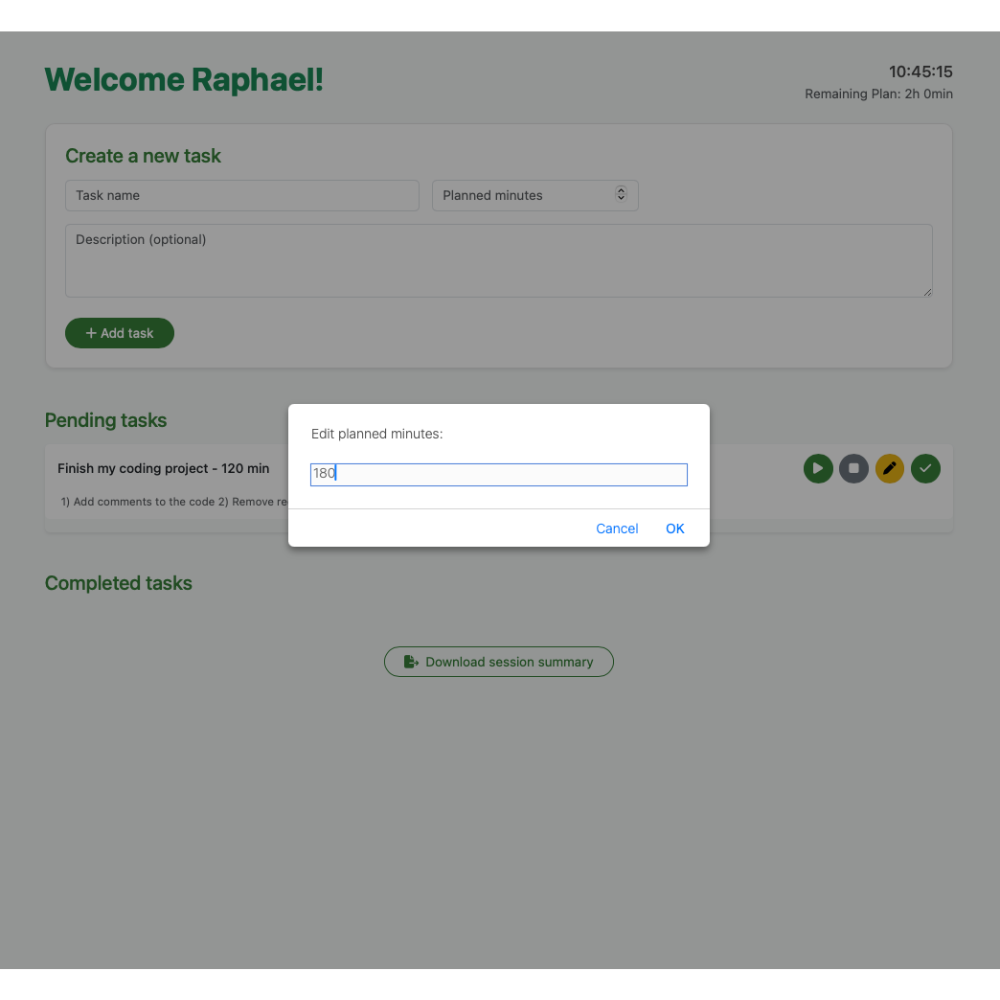 Welcome Raphael!
10:45:15
Remaining Plan: 2h 0min
Create a new task
Task name
Planned minutes
Description (optional)
+ Add task
Pending tasks
Finish my coding project - 120 min
1) Add comments to the code 2) Remove
Edit planned minutes:
180
Cancel
OK
Completed tasks
Download session summary